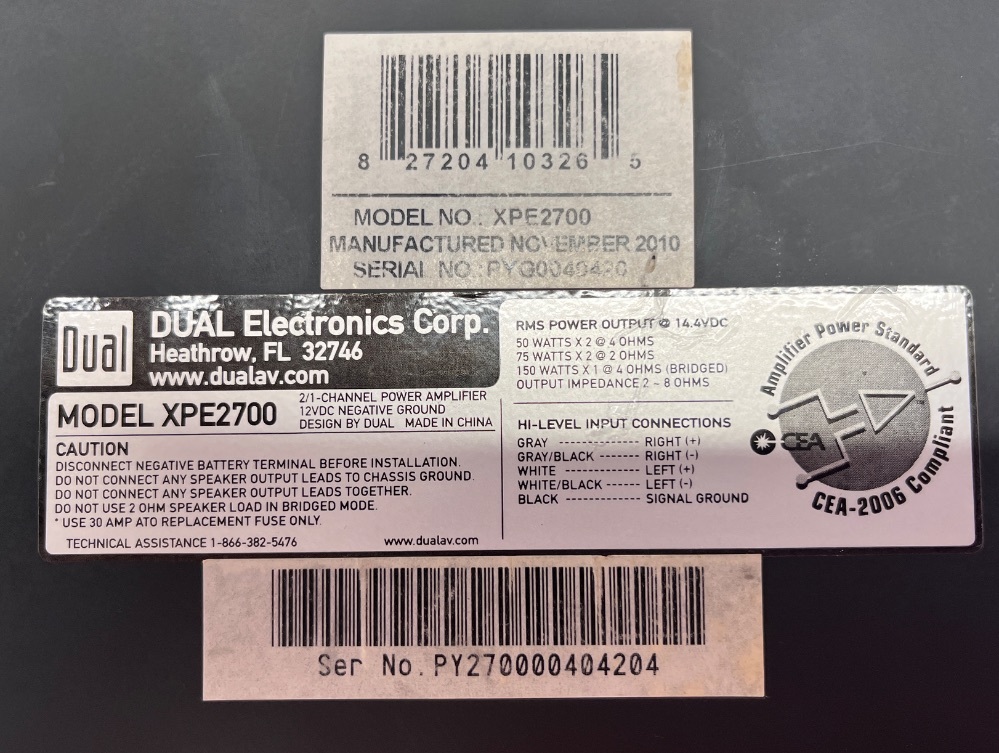 8 27204 10326 5
MODEL NO.: XPE2700
MANUFACTURED NOVEMBER 2010
SERIAL NO.:
Dual
DUAL Electronics Corp.
Heathrow, FL 32746
www.dualav.com
MODEL XPE2700
2/1-CHANNEL POWER AMPLIFIER
12VDC NEGATIVE GROUND
DESIGN BY DUAL MADE IN CHINA
CAUTION
DISCONNECT NEGATIVE BATTERY TERMINAL BEFORE INSTALLATION.
DO NOT CONNECT ANY SPEAKER OUTPUT LEADS TO CHASSIS GROUND.
DO NOT CONNECT ANY SPEAKER OUTPUT LEADS TOGETHER.
DO NOT USE 2 OHM SPEAKER LOAD IN BRIDGED MODE.
* USE 30 AMP ATO REPLACEMENT FUSE ONLY.
TECHNICAL ASSISTANCE 1-866-382-5476 www.dualav.com
RMS POWER OUTPUT @ 14.4VDC
50 WATTS X 2 @ 4 OHMS
75 WATTS X 2 @ 2 OHMS
150 WATTS X 1 @ 4 OHMS (BRIDGED)
OUTPUT IMPEDANCE 2 ~ 8 OHMS
HI-LEVEL INPUT CONNECTIONS
GRAY ------------- RIGHT (+)
GRAY/BLACK -------- RIGHT (-)
WHITE ------------- LEFT (+)
WHITE/BLACK ------- LEFT (-)
BLACK ------------- SIGNAL GROUND
Amplifier Power Standard
CEA
CEA-2006 Compliant
Ser No. PY270000404204